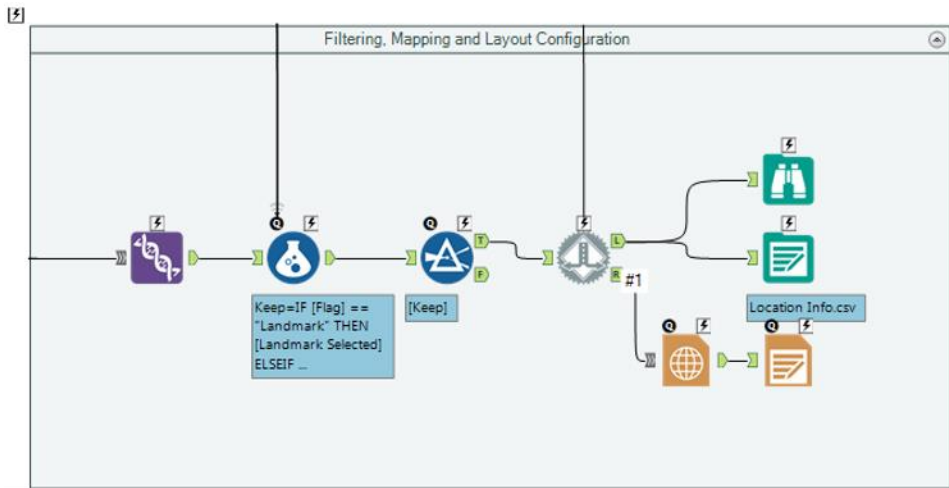 Filtering, Mapping and Layout Configuration
Q
Q
T
F
L
R
#1
Keep=IF [Flag] ==
"Landmark" THEN
[Landmark Selected]
ELSEIF ...
[Keep]
Location Info.csv
Q
Q